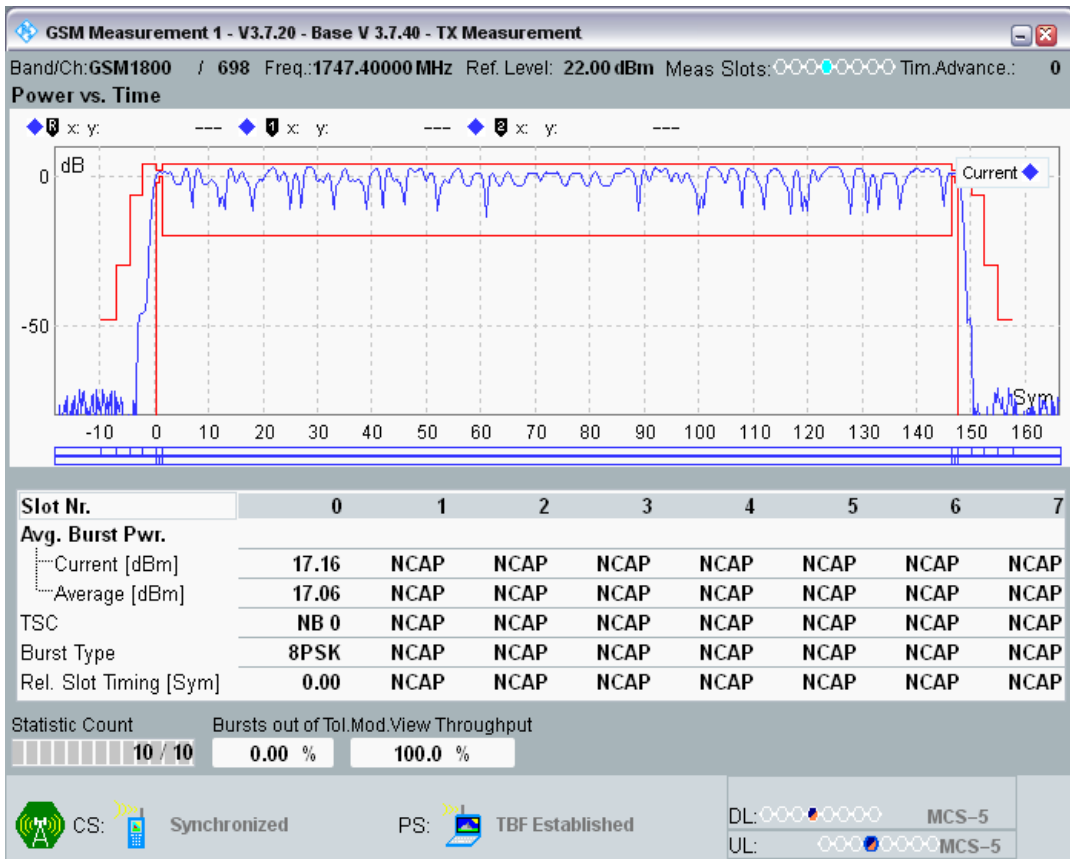 GSM Measurement 1 - V3.7.20 - Base V 3.7.40 - TX Measurement
Band/Ch:GSM1800 / 698 Freq.:1747.40000 MHz Ref. Level: 22.00 dBm Meas Slots: Tim.Advance.: 0
Power vs. Time
R x: y: --- 1 x: y: --- 2 x: y: ---
dB
Current
0
-50
Sym
-10 0 10 20 30 40 50 60 70 80 90 100 110 120 130 140 150 160
Slot Nr. 0 1 2 3 4 5 6 7
Avg. Burst Pwr.
Current [dBm] 17.16 NCAP NCAP NCAP NCAP NCAP NCAP NCAP
Average [dBm] 17.06 NCAP NCAP NCAP NCAP NCAP NCAP NCAP
TSC NB 0 NCAP NCAP NCAP NCAP NCAP NCAP NCAP
Burst Type 8PSK NCAP NCAP NCAP NCAP NCAP NCAP NCAP
Rel. Slot Timing [Sym] 0.00 NCAP NCAP NCAP NCAP NCAP NCAP NCAP
Statistic Count Bursts out of Tol.Mod.View Throughput
10 / 10 0.00 % 100.0 %
CS: Synchronized PS: TBF Established
DL: MCS-5
UL: MCS-5